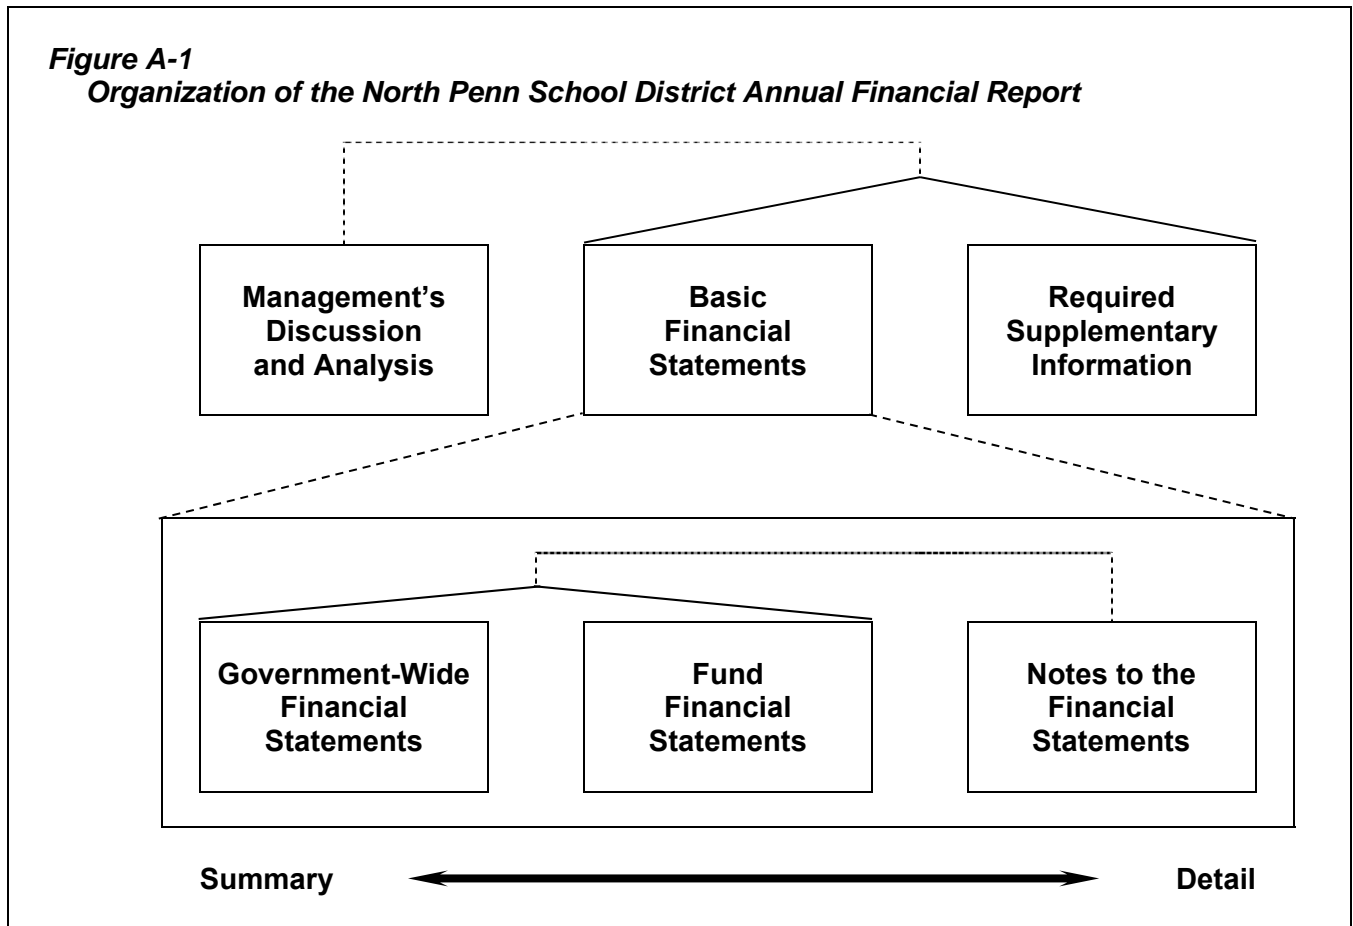 Figure A-1
Organization of the North Penn School District Annual Financial Report
Management’s
Discussion
and Analysis
Basic
Financial
Statements
Required
Supplementary
Information
Government-Wide
Financial
Statements
Fund
Financial
Statements
Notes to the
Financial
Statements
Summary
Detail